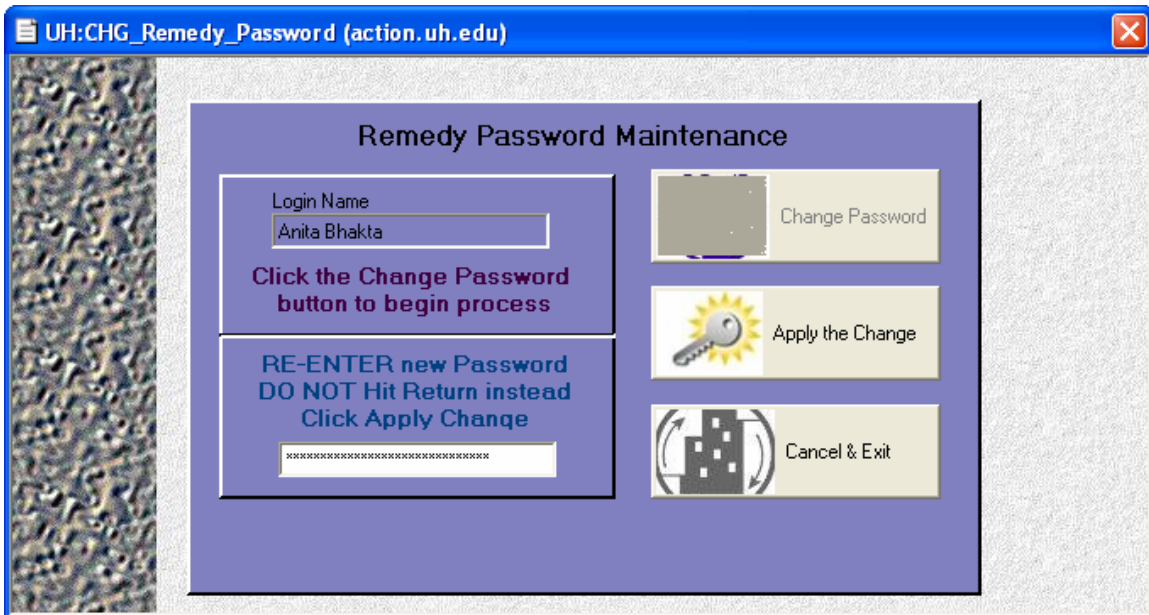 UH:CHG_Remedy_Password (action.uh.edu)
Remedy Password Maintenance
Login Name
Anita Bhakta
Click the Change Password
button to begin process
RE-ENTER new Password
DO NOT Hit Return instead
Click Apply Change
******************************
Change Password
Apply the Change
Cancel & Exit